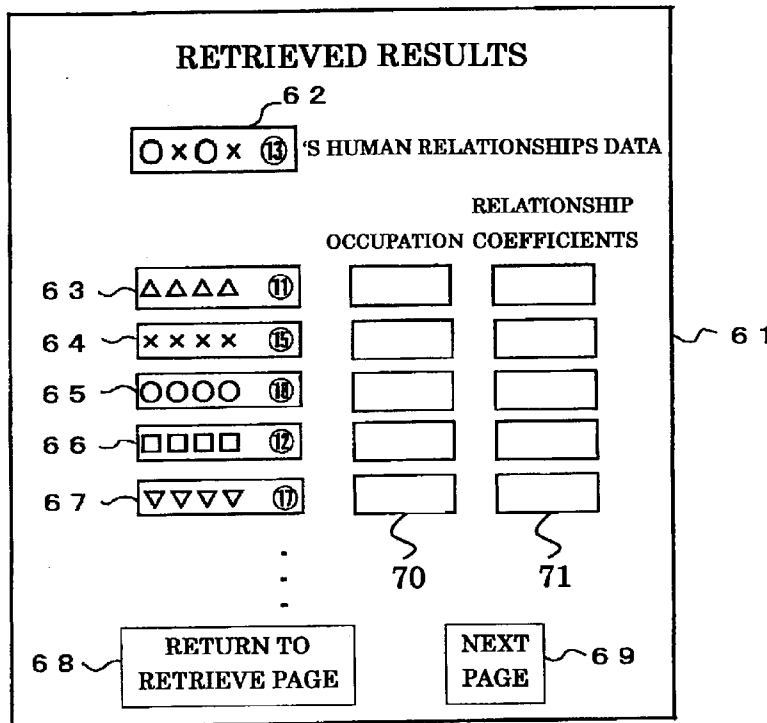 RETRIEVED RESULTS
62
○×○× ⑬ 'S HUMAN RELATIONSHIPS DATA
RELATIONSHIP
OCCUPATION COEFFICIENTS
63 △△△△ ⑪
64 ×××× ⑮ 61
65 ○○○○ ⑱
66 □□□□ ⑫
67 ▽▽▽▽ ⑰
70 71
68 RETURN TO RETRIEVE PAGE
NEXT PAGE 69